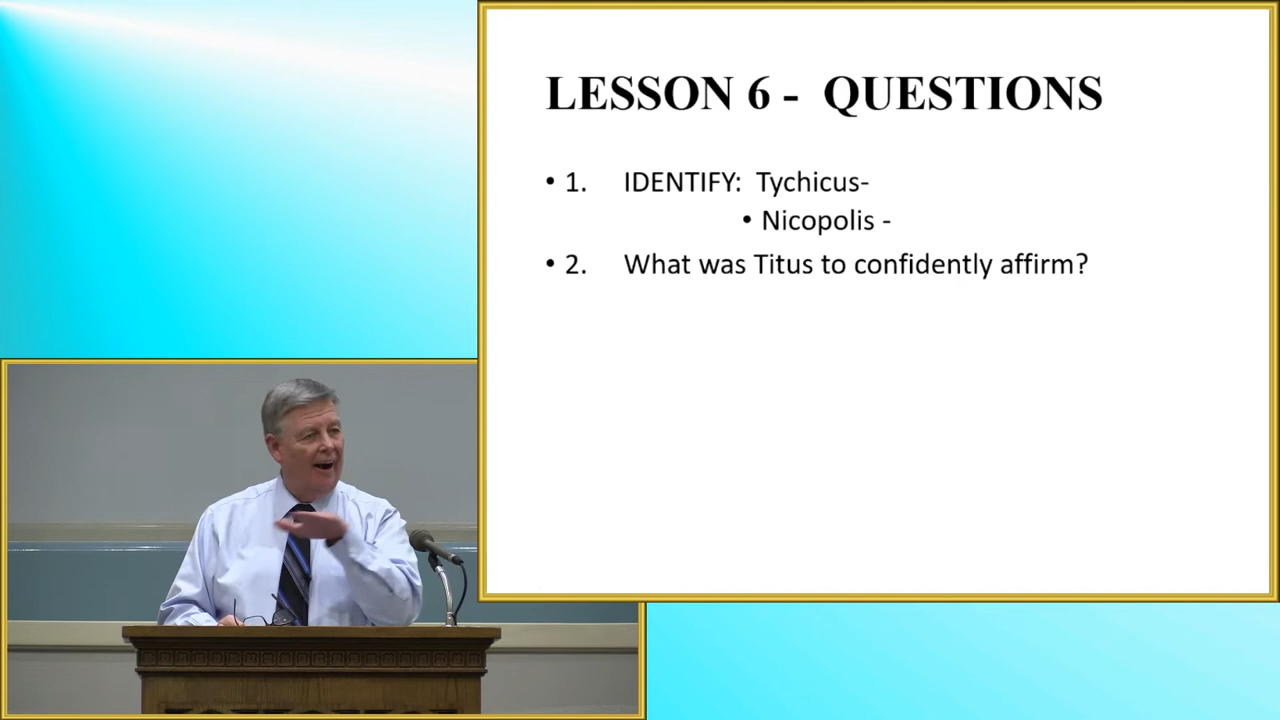 LESSON 6 - QUESTIONS
• 1. IDENTIFY: Tychicus-
• Nicopolis -
• 2. What was Titus to confidently affirm?